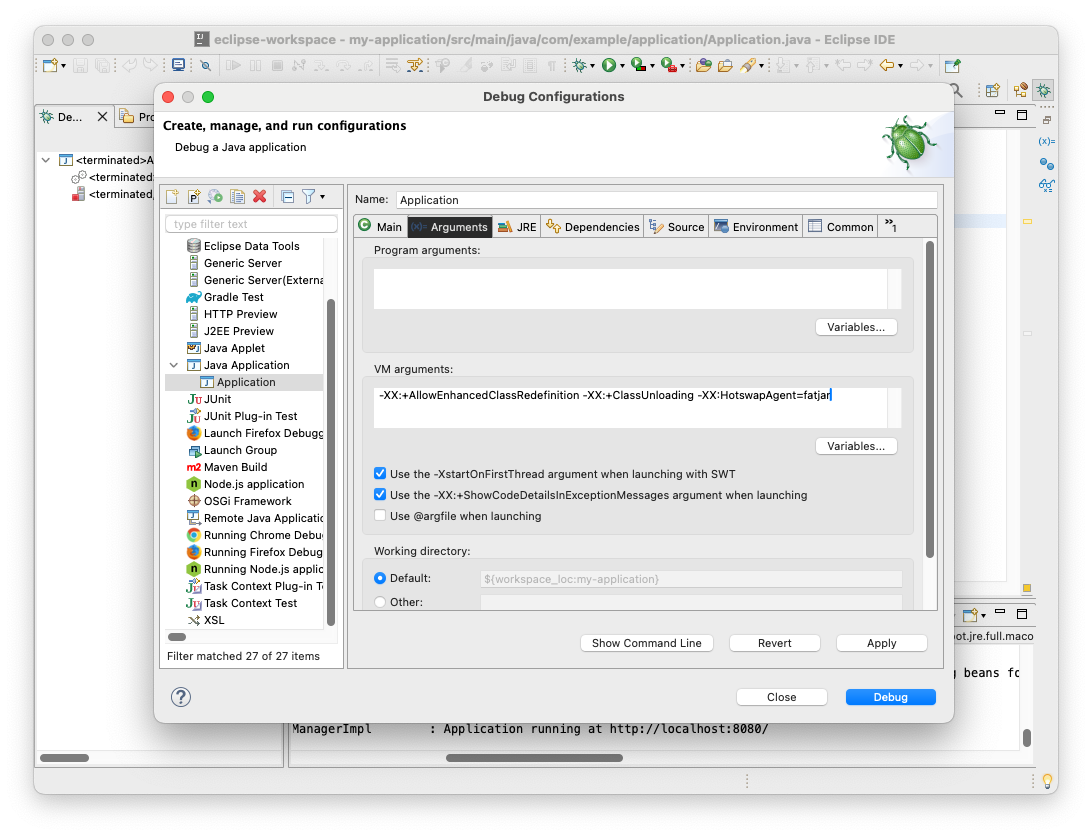 eclipse-workspace - my-application/src/main/java/com/example/application/Application.java - Eclipse IDE
De...
Pro
Debug Configurations
Create, manage, and run configurations
Debug a Java application
<terminated>A
<terminated
<terminated
(x)=
type filter text
Eclipse Data Tools
Generic Server
Generic Server(Externa
Gradle Test
HTTP Preview
J2EE Preview
Java Applet
Java Application
Application
JUnit
JUnit Plug-in Test
Launch Firefox Debugg
Launch Group
Maven Build
Node.js application
OSGi Framework
Remote Java Applicatio
Running Chrome Debu
Running Firefox Debug
Running Node.js applic
Task Context Plug-in T
Task Context Test
XSL
Filter matched 27 of 27 items
Name: Application
Main (x)= Arguments JRE Dependencies Source Environment Common »1
Program arguments:
Variables...
VM arguments:
-XX:+AllowEnhancedClassRedefinition -XX:+ClassUnloading -XX:HotswapAgent=fatjar
Variables...
Use the -XstartOnFirstThread argument when launching with SWT
Use the -XX:+ShowCodeDetailsInExceptionMessages argument when launching
Use @argfile when launching
Working directory:
Default: ${workspace_loc:my-application}
Other:
Show Command Line Revert Apply
? Close Debug
ot.jre.full.maco
g beans fo
ManagerImpl : Application running at http://localhost:8080/